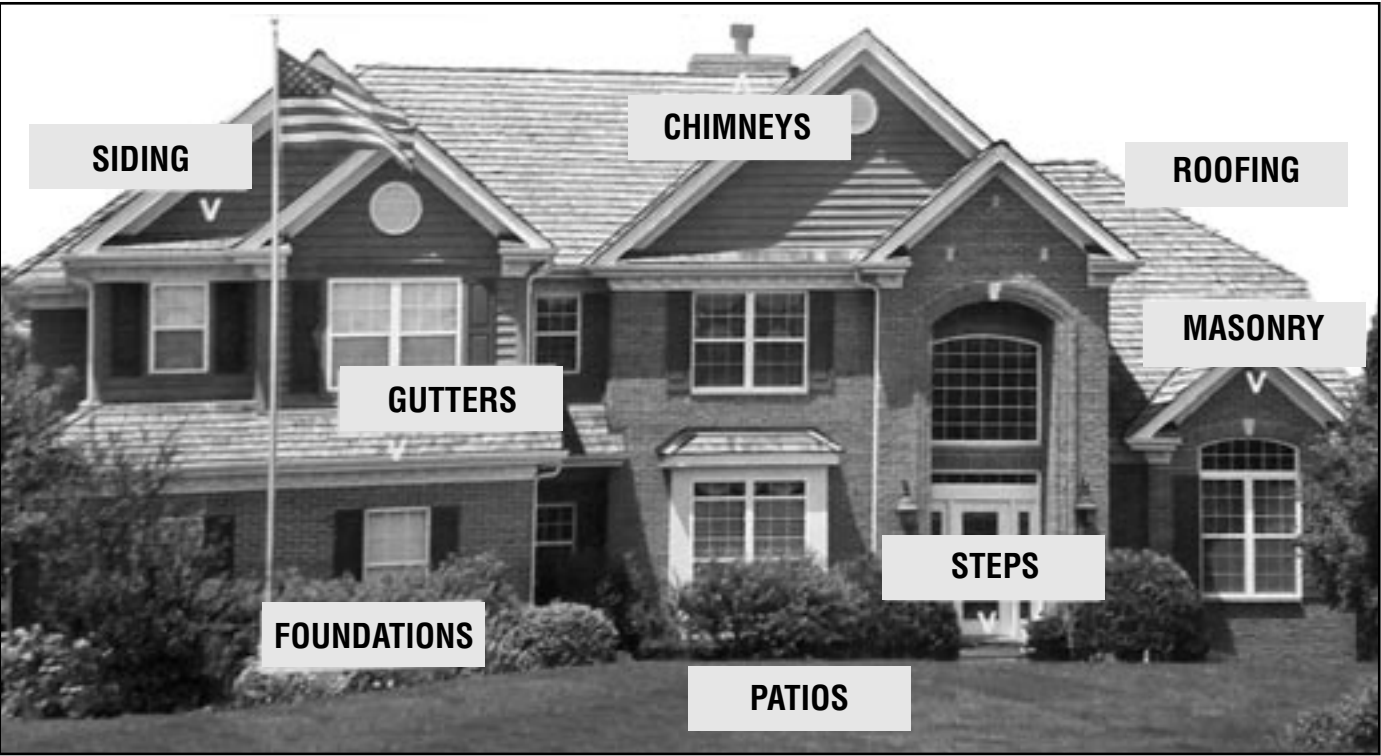 CHIMNEYS
SIDING
ROOFING
MASONRY
GUTTERS
STEPS
FOUNDATIONS
PATIOS